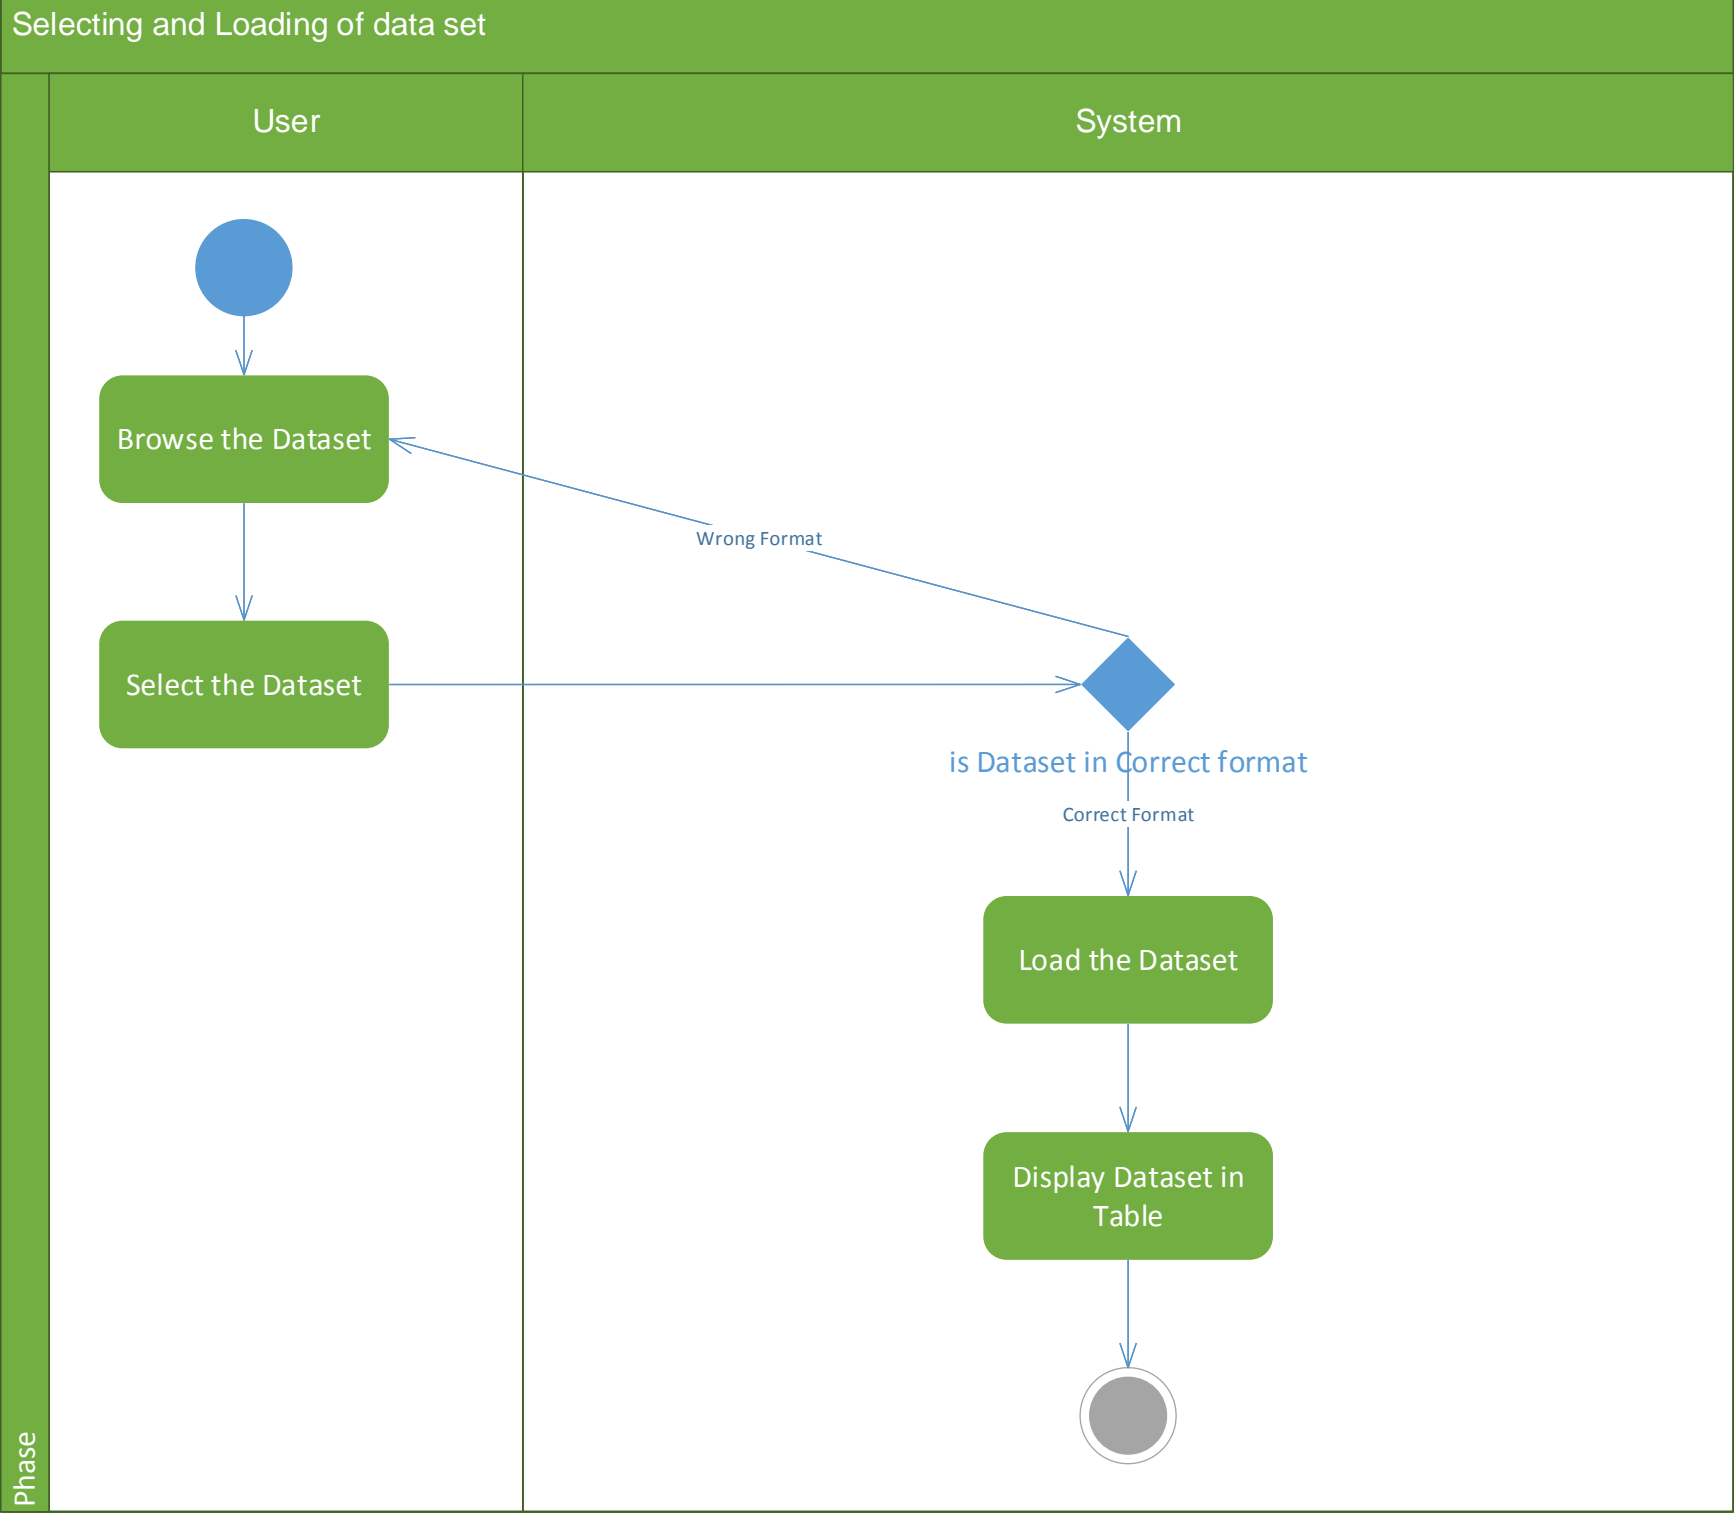 Selecting and Loading of data set
User
System
Browse the Dataset
Wrong Format
Select the Dataset
is Dataset in Correct format
Correct Format
Load the Dataset
Display Dataset in
Table
Phase